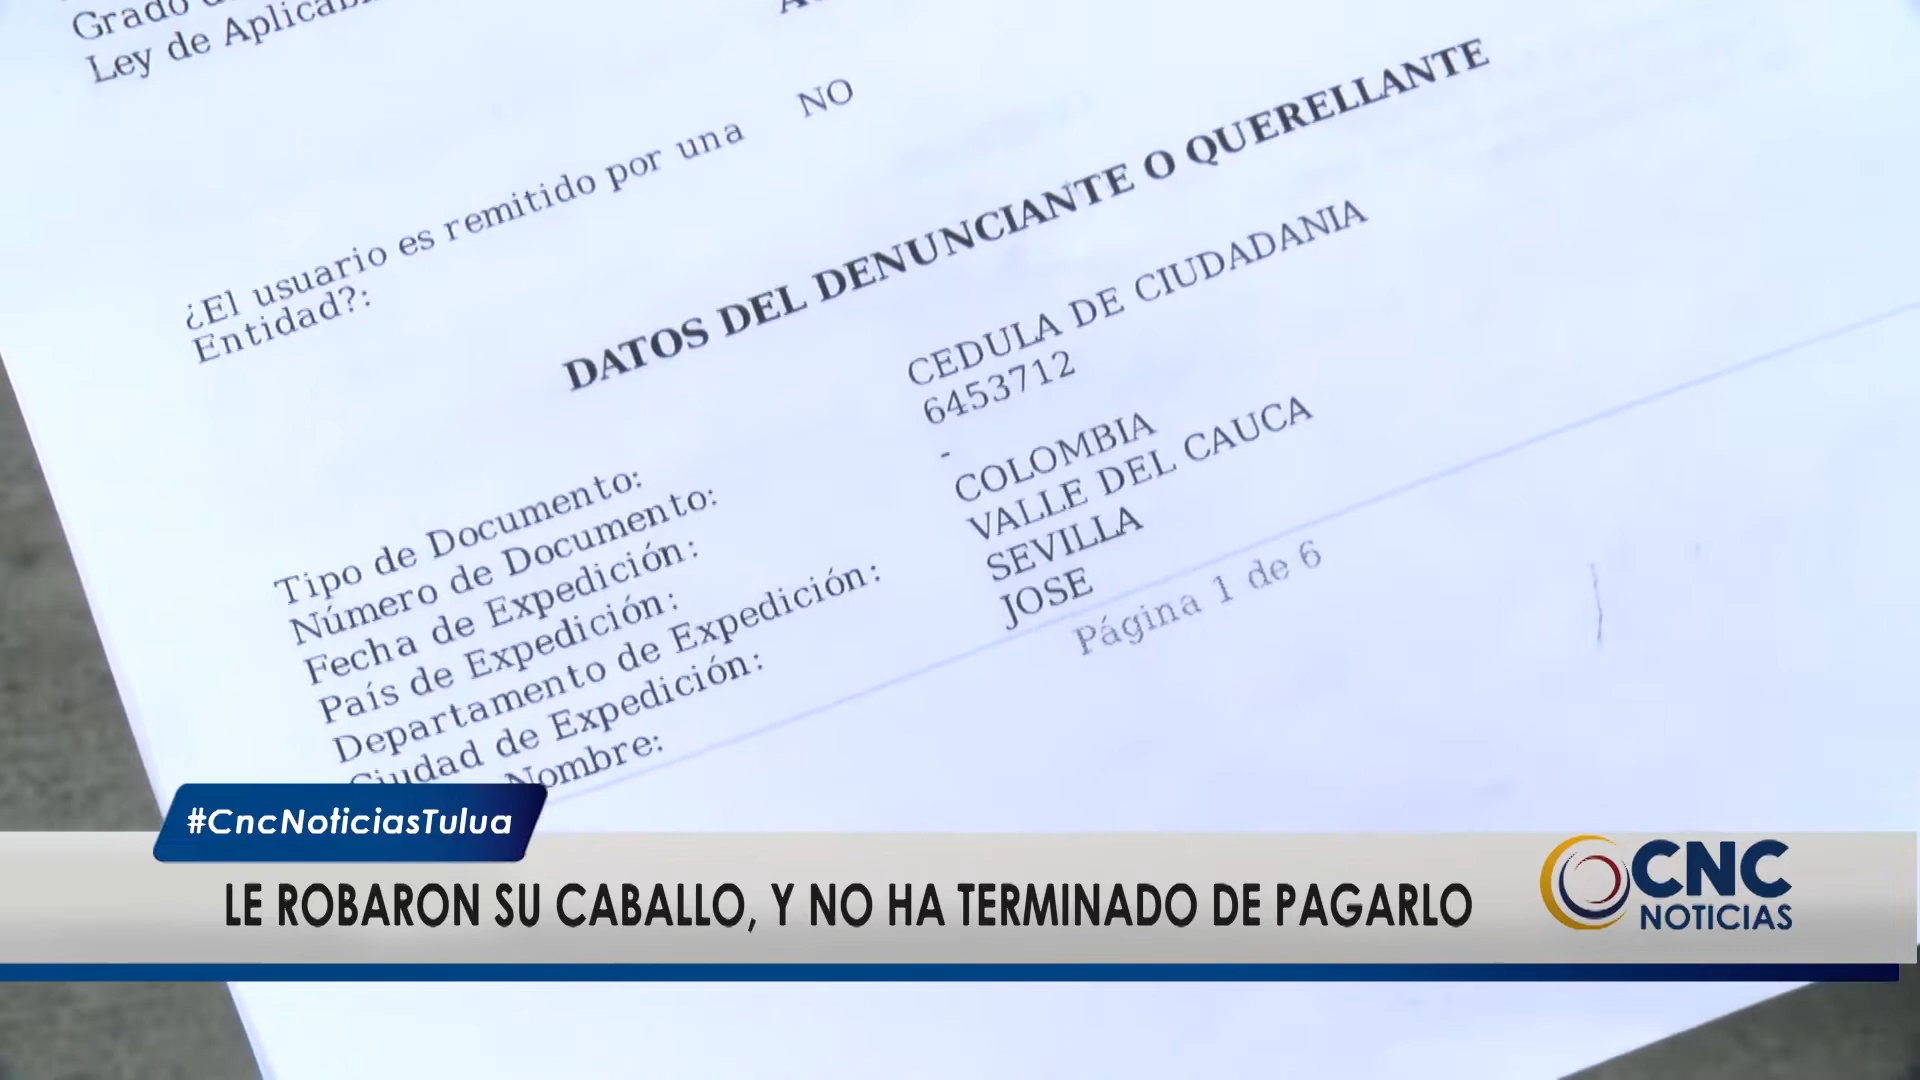 Grado
Ley de
¿El usuario es remitido por una NO
Entidad?:
DATOS DEL DENUNCIANTE O QUERELLANTE
Tipo de Documento: CEDULA DE CIUDADANIA
Número de Documento: 6453712
Fecha de Expedición: -
País de Expedición: COLOMBIA
Departamento de Expedición: VALLE DEL CAUCA
Ciudad de Expedición: SEVILLA
Nombre: JOSE
Página 1 de 6
#CncNoticiasTulua
LE ROBARON SU CABALLO, Y NO HA TERMINADO DE PAGARLO
CNC
NOTICIAS